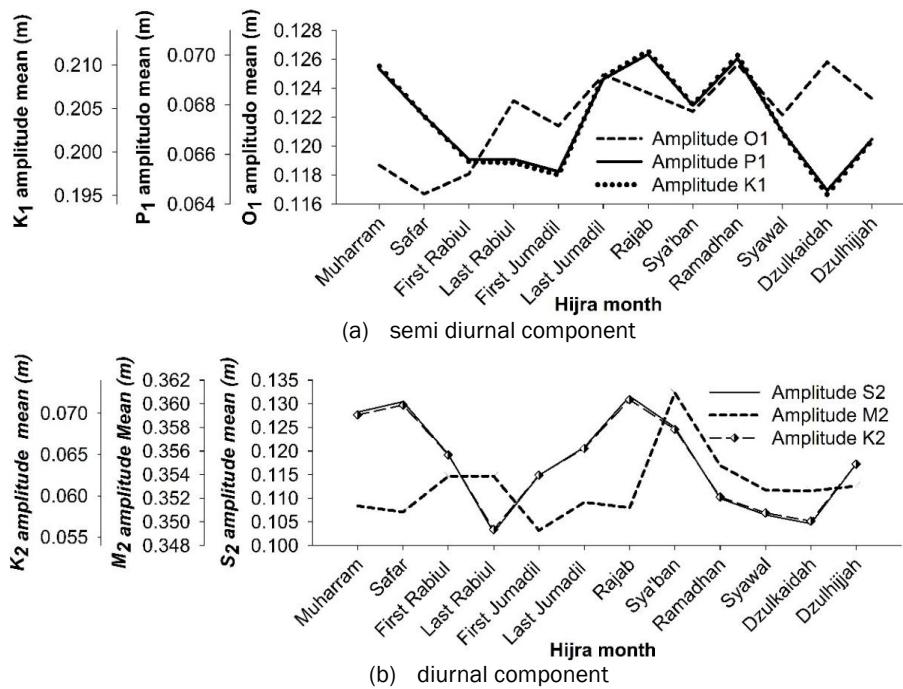 K1 amplitude mean (m)
P1 amplitudo mean (m)
O1 amplitudo mean (m)
0.210
0.205
0.200
0.195
0.070
0.068
0.066
0.064
0.128
0.126
0.124
0.122
0.120
0.118
0.116
Amplitude O1
Amplitude P1
Amplitude K1
Muharram
Safar
First Rabiul
Last Rabiul
First Jumadil
Last Jumadil
Rajab
Sya'ban
Ramadhan
Syawal
Dzulkaidah
Dzulhijjah
Hijra month
(a) semi diurnal component
K2 amplitude mean (m)
M2 amplitude Mean (m)
S2 amplitude mean (m)
0.070
0.065
0.060
0.055
0.362
0.360
0.358
0.356
0.354
0.352
0.350
0.348
0.135
0.130
0.120
0.115
0.110
0.105
0.100
Amplitude S2
Amplitude M2
Amplitude K2
Muharram
Safar
First Rabiul
Last Rabiul
First Jumadil
Last Jumadil
Rajab
Sya'ban
Ramadhan
Syawal
Dzulkaidah
Dzulhijjah
Hijra month
(b) diurnal component